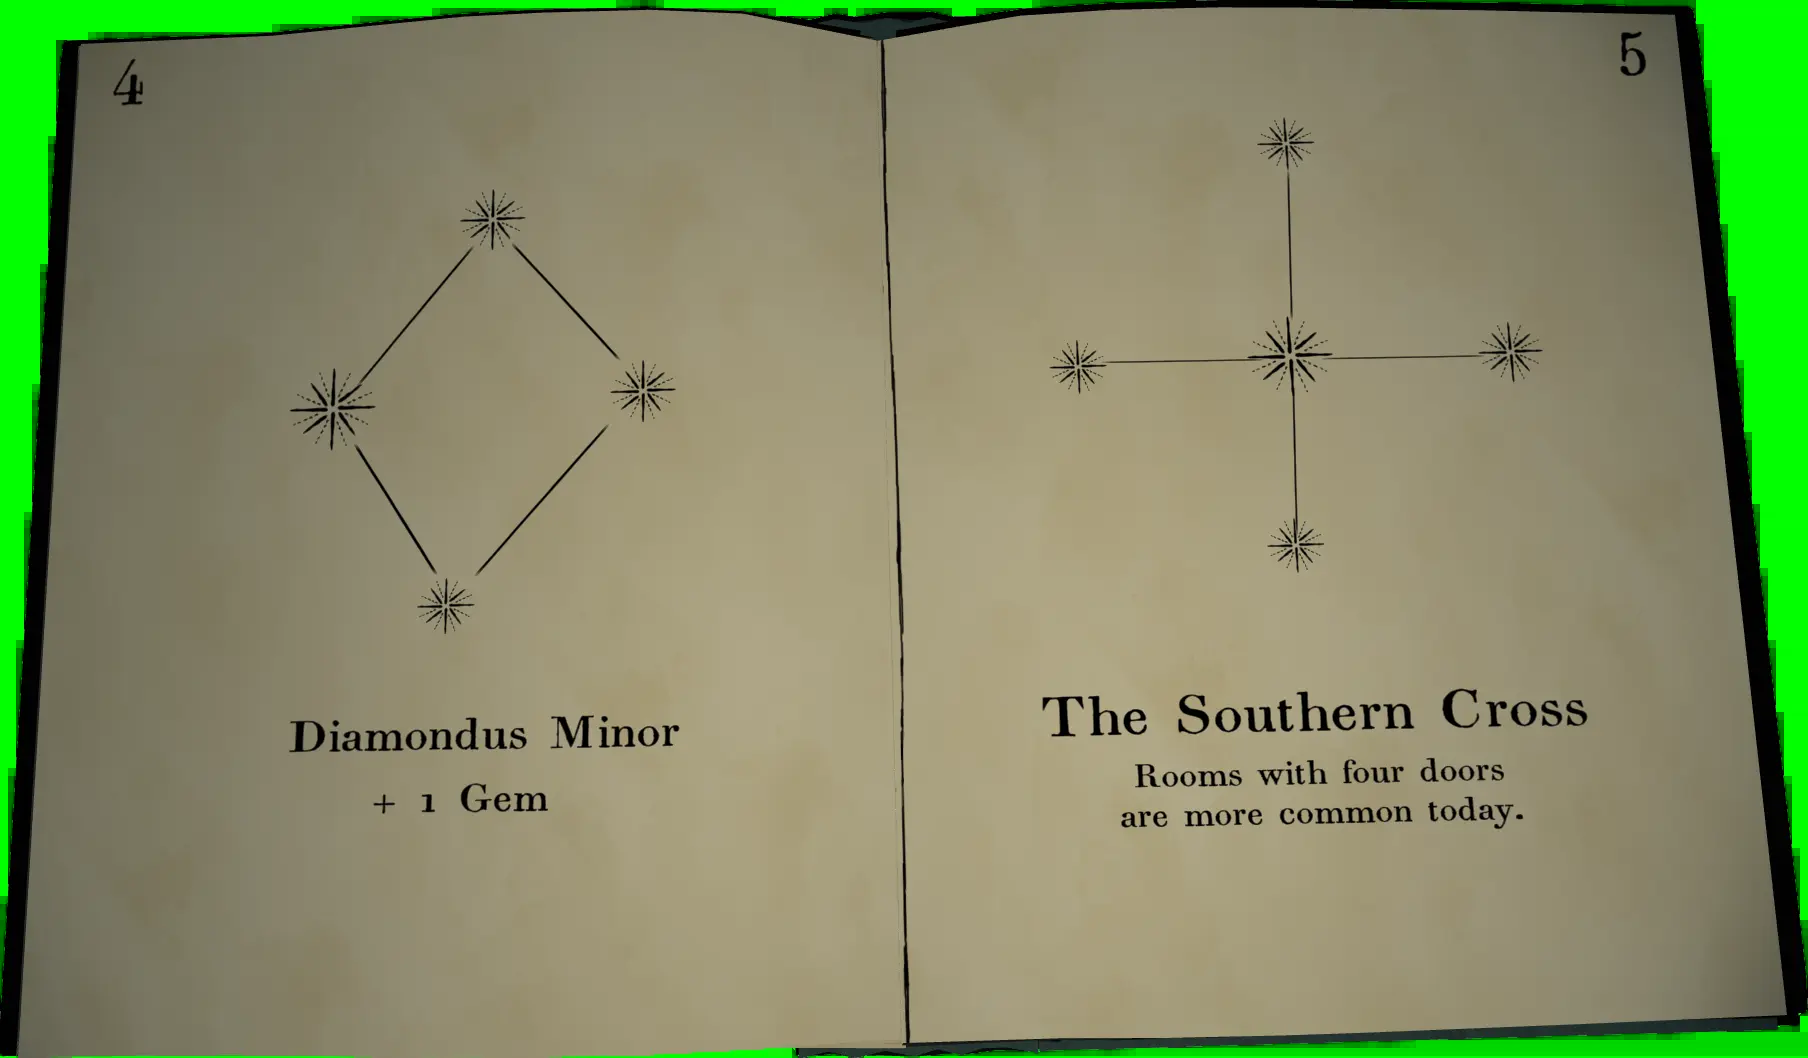 4
Diamondus Minor
+ 1 Gem
5
The Southern Cross
Rooms with four doors
are more common today.